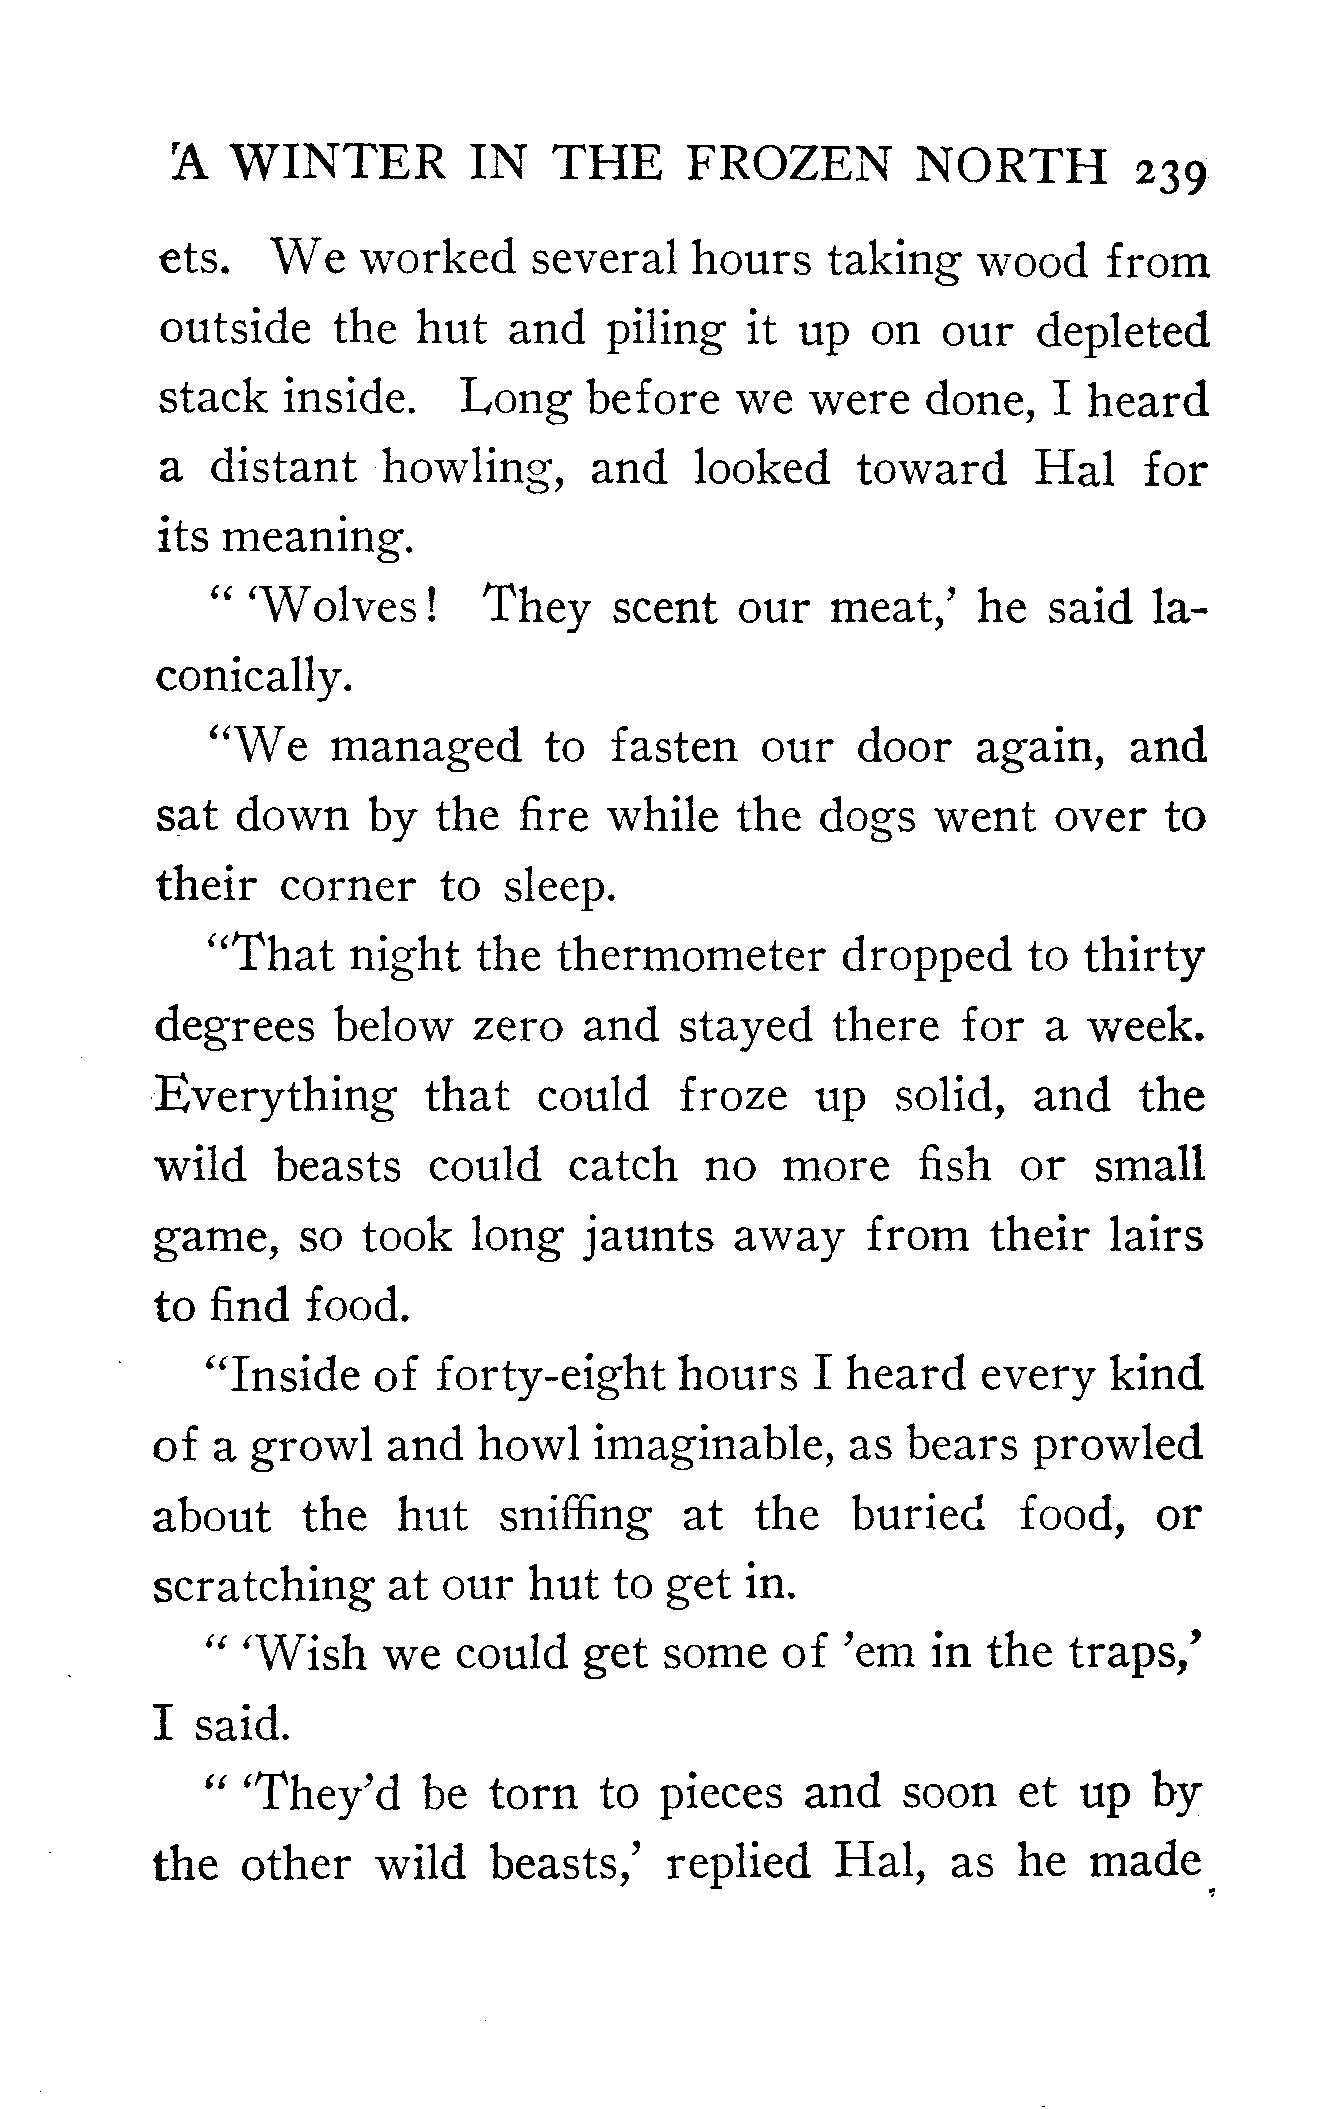 'A WINTER IN THE FROZEN NORTH 239
ets. We worked several hours taking wood from
outside the hut and piling it up on our depleted
stack inside. Long before we were done, I heard
a distant howling, and looked toward Hal for
its meaning.
" 'Wolves! They scent our meat,' he said la-
conically.
"We managed to fasten our door again, and
sat down by the fire while the dogs went over to
their corner to sleep.
"That night the thermometer dropped to thirty
degrees below zero and stayed there for a week.
Everything that could froze up solid, and the
wild beasts could catch no more fish or small
game, so took long jaunts away from their lairs
to find food.
"Inside of forty-eight hours I heard every kind
of a growl and howl imaginable, as bears prowled
about the hut sniffing at the buried food, or
scratching at our hut to get in.
" 'Wish we could get some of 'em in the traps,'
I said.
" 'They'd be torn to pieces and soon et up by
the other wild beasts,' replied Hal, as he made